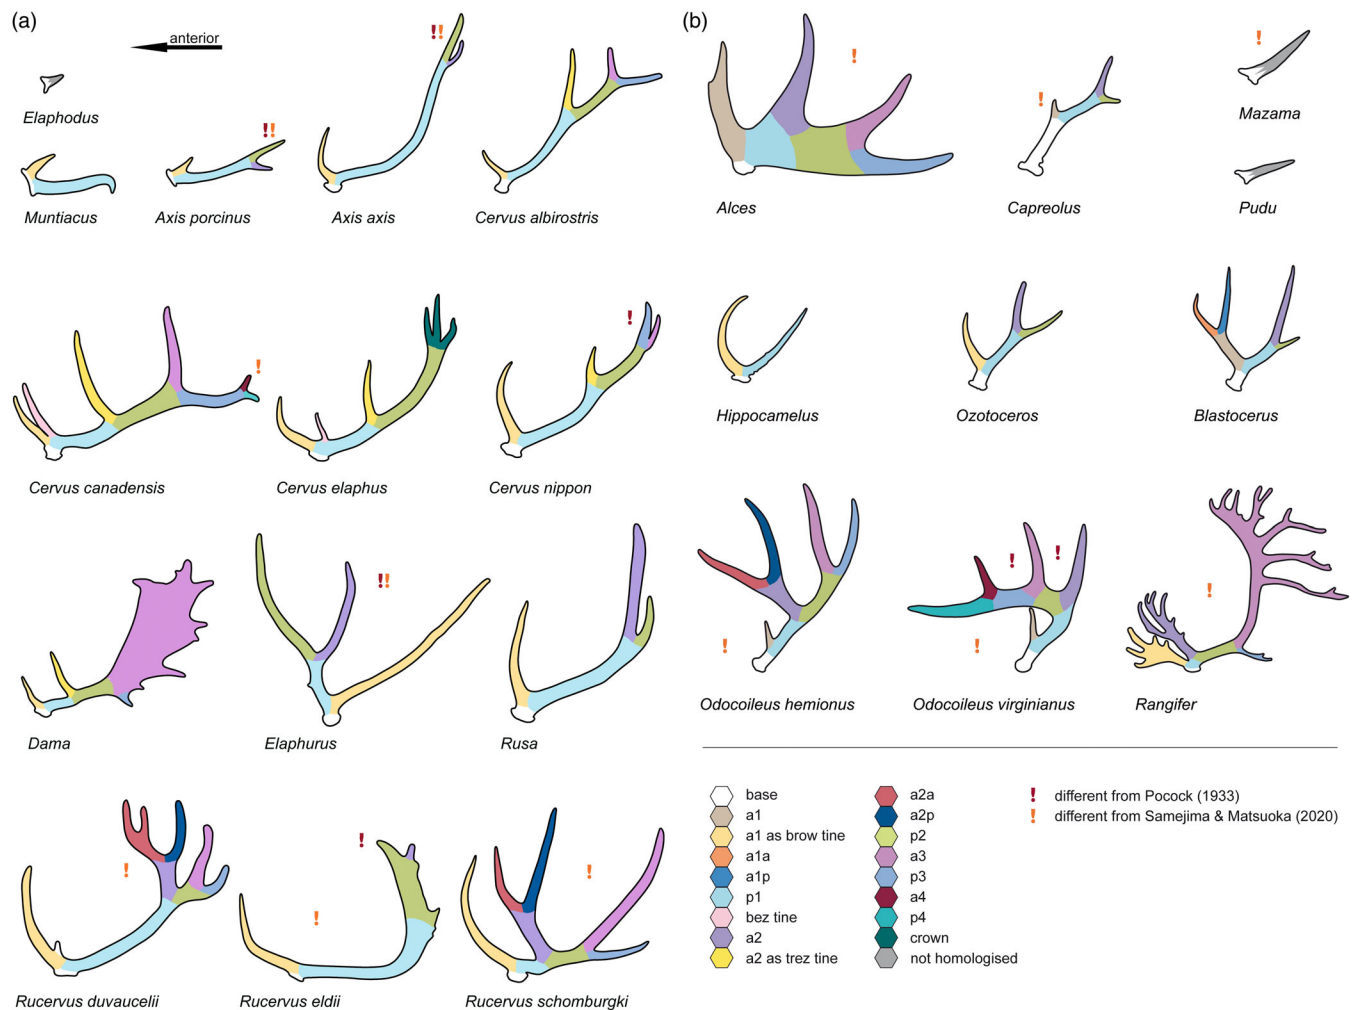 (a)
anterior
!!
Elaphodus
!!
Muntiacus
Axis porcinus
Axis axis
Cervus albirostris
!
!
Cervus canadensis
Cervus elaphus
Cervus nippon
!!
Dama
Elaphurus
Rusa
!
!
!
!
Rucervus duvaucelii
Rucervus eldii
Rucervus schomburgki
(b)
!
!
!
Mazama
Alces
Capreolus
Pudu
Hippocamelus
Ozotoceros
Blastocerus
!
!
!
!
!
Odocoileus hemionus
Odocoileus virginianus
Rangifer
base
a1
a1 as brow tine
a1a
a1p
p1
bez tine
a2
a2 as trez tine
a2a
a2p
p2
a3
p3
a4
p4
crown
not homologised
! different from Pocock (1933)
! different from Samejima & Matsuoka (2020)